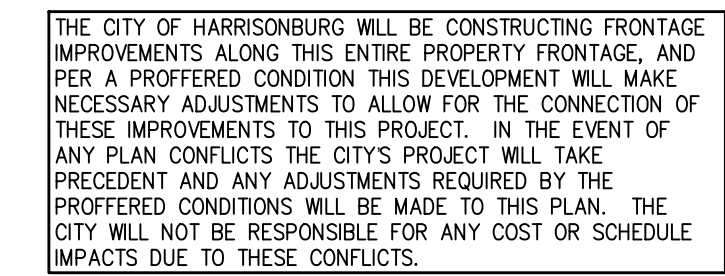 THE CITY OF HARRISONBURG WILL BE CONSTRUCTING FRONTAGE
IMPROVEMENTS ALONG THIS ENTIRE PROPERTY FRONTAGE, AND
PER A PROFFERED CONDITION THIS DEVELOPMENT WILL MAKE
NECESSARY ADJUSTMENTS TO ALLOW FOR THE CONNECTION OF
THESE IMPROVEMENTS TO THIS PROJECT.  IN THE EVENT OF
ANY PLAN CONFLICTS THE CITY'S PROJECT WILL TAKE
PRECEDENT AND ANY ADJUSTMENTS REQUIRED BY THE
PROFFERED CONDITIONS WILL BE MADE TO THIS PLAN.  THE
CITY WILL NOT BE RESPONSIBLE FOR ANY COST OR SCHEDULE
IMPACTS DUE TO THESE CONFLICTS.